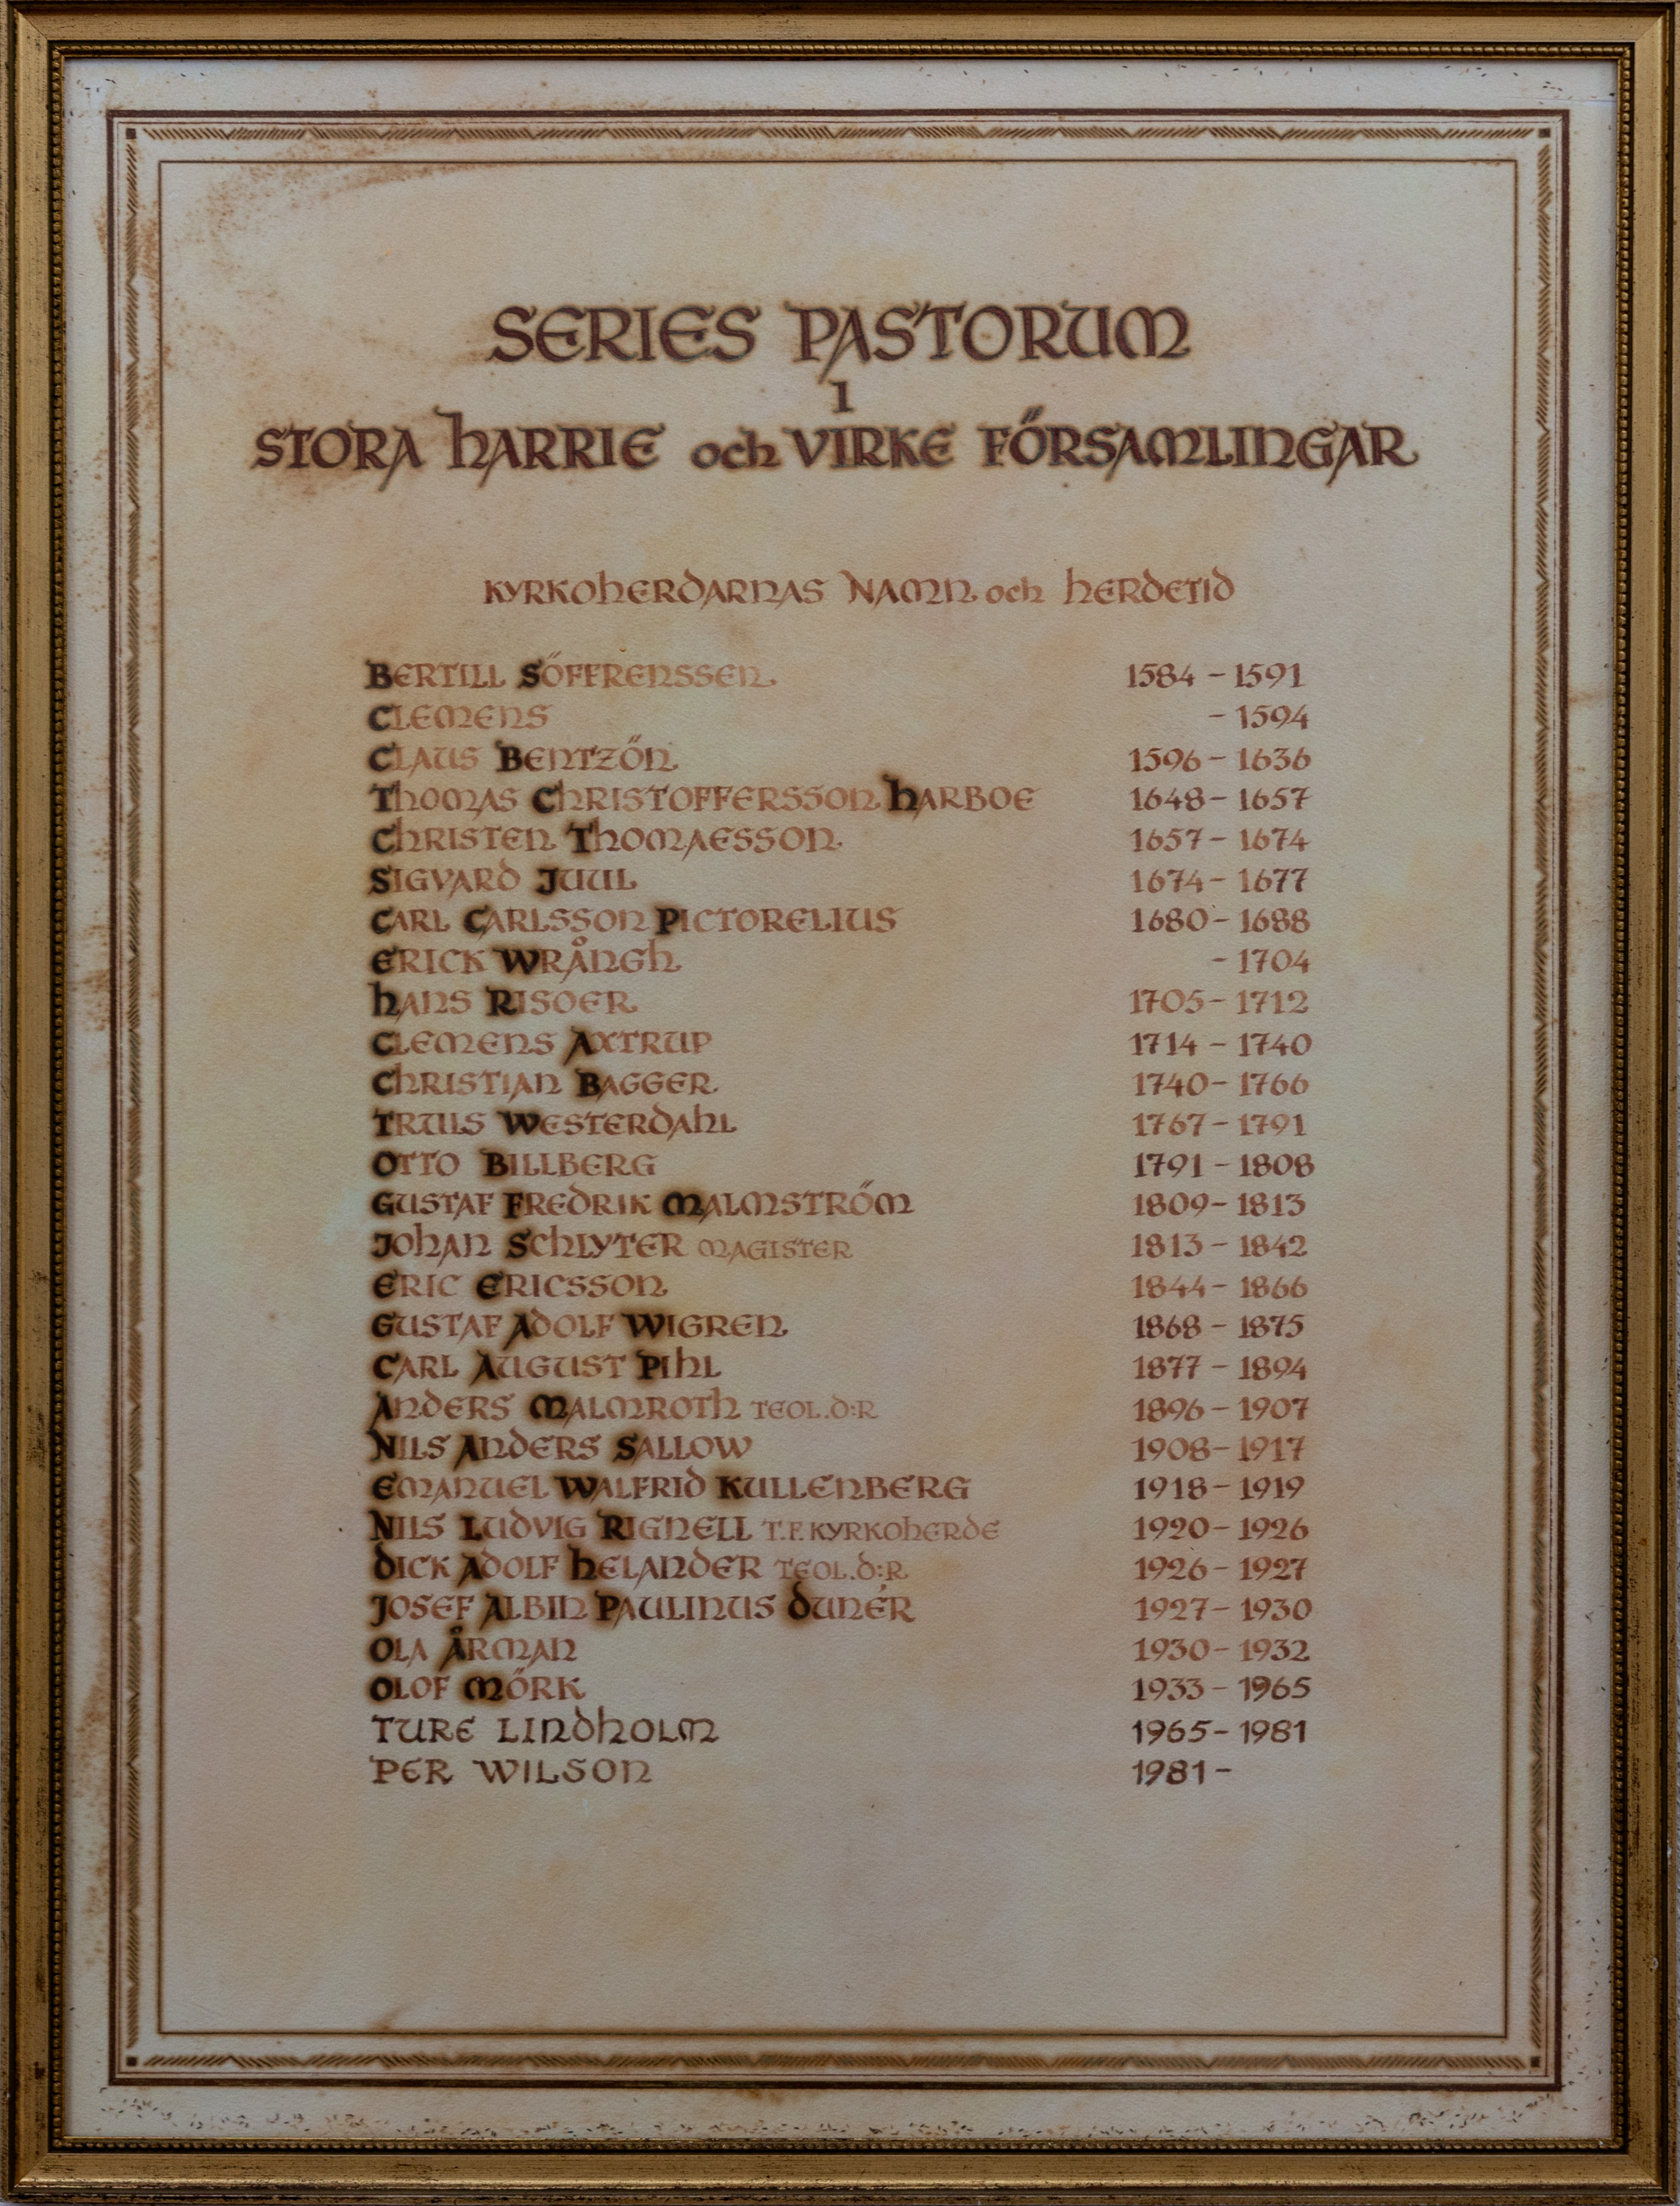 SERIES PASTORUM
I
STORA HARRIE och VIRKE FÖRSAMLINGAR
KYRKOHERDARNAS NAMN och HERDETID
BERTILL SÖFFRENSSEN 1584 - 1591
CLEMENS - 1594
CLAUS BENTZÖN 1596 - 1636
THOMAS CHRISTOFFERSSON HARBOE 1648 - 1657
CHRISTEN THOMAESSON 1657 - 1674
SIGVARD JUUL 1674 - 1677
CARL CARLSSON PICTORELIUS 1680 - 1688
ERICK WRÅNGH - 1704
HANS RISOER 1705 - 1712
CLEMENS AXTRUP 1714 - 1740
CHRISTIAN BAGGER 1740 - 1766
TRULS WESTERDAHL 1767 - 1791
OTTO BILLBERG 1791 - 1808
GUSTAF FREDRIK MALMSTRÖM 1809 - 1813
JOHAN SCHLYTER MAGISTER 1813 - 1842
ERIC ERICSSON 1844 - 1866
GUSTAF ADOLF WIGREN 1868 - 1875
CARL AUGUST PIHL 1877 - 1894
ANDERS MALMROTH TEOL.D:R 1896 - 1907
NILS ANDERS SALLOW 1908 - 1917
EMANUEL WALFRID KULLENBERG 1918 - 1919
NILS LUDVIG RIGNELL T.F. KYRKOHERDE 1920 - 1926
DICK ADOLF HELANDER TEOL.D:R 1926 - 1927
JOSEF ALBIN PAULINUS DUNÉR 1927 - 1930
OLA ÅRMAN 1930 - 1932
OLOF MÖRK 1933 - 1965
TURE LINDHOLM 1965 - 1981
PER WILSON 1981 -